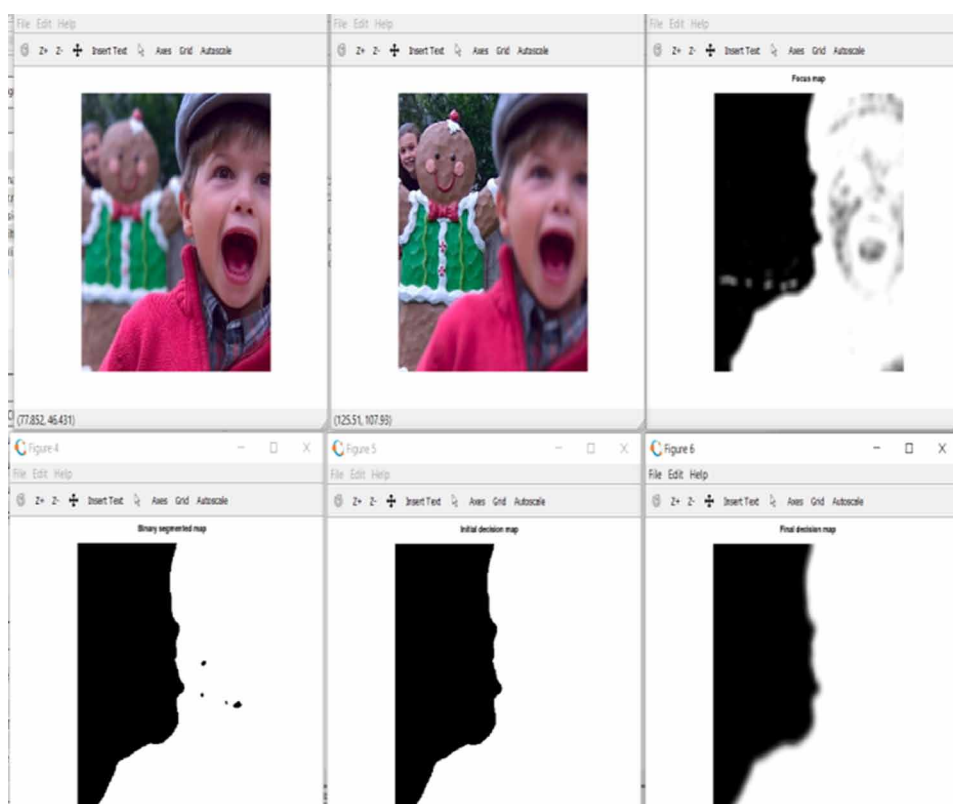 File Edit Help
File Edit Help
File Edit Help
Z+ Z- Insert Text Axes Grid Autoscale
Z+ Z- Insert Text Axes Grid Autoscale
Z+ Z- Insert Text Axes Grid Autoscale
Focus map
(77.852, 46.431)
(125.51, 107.93)
Figure 4
Figure 5
Figure 6
File Edit Help
File Edit Help
File Edit Help
Z+ Z- Insert Text Axes Grid Autoscale
Z+ Z- Insert Text Axes Grid Autoscale
Z+ Z- Insert Text Axes Grid Autoscale
Binary segmented map
Initial decision map
Final decision map